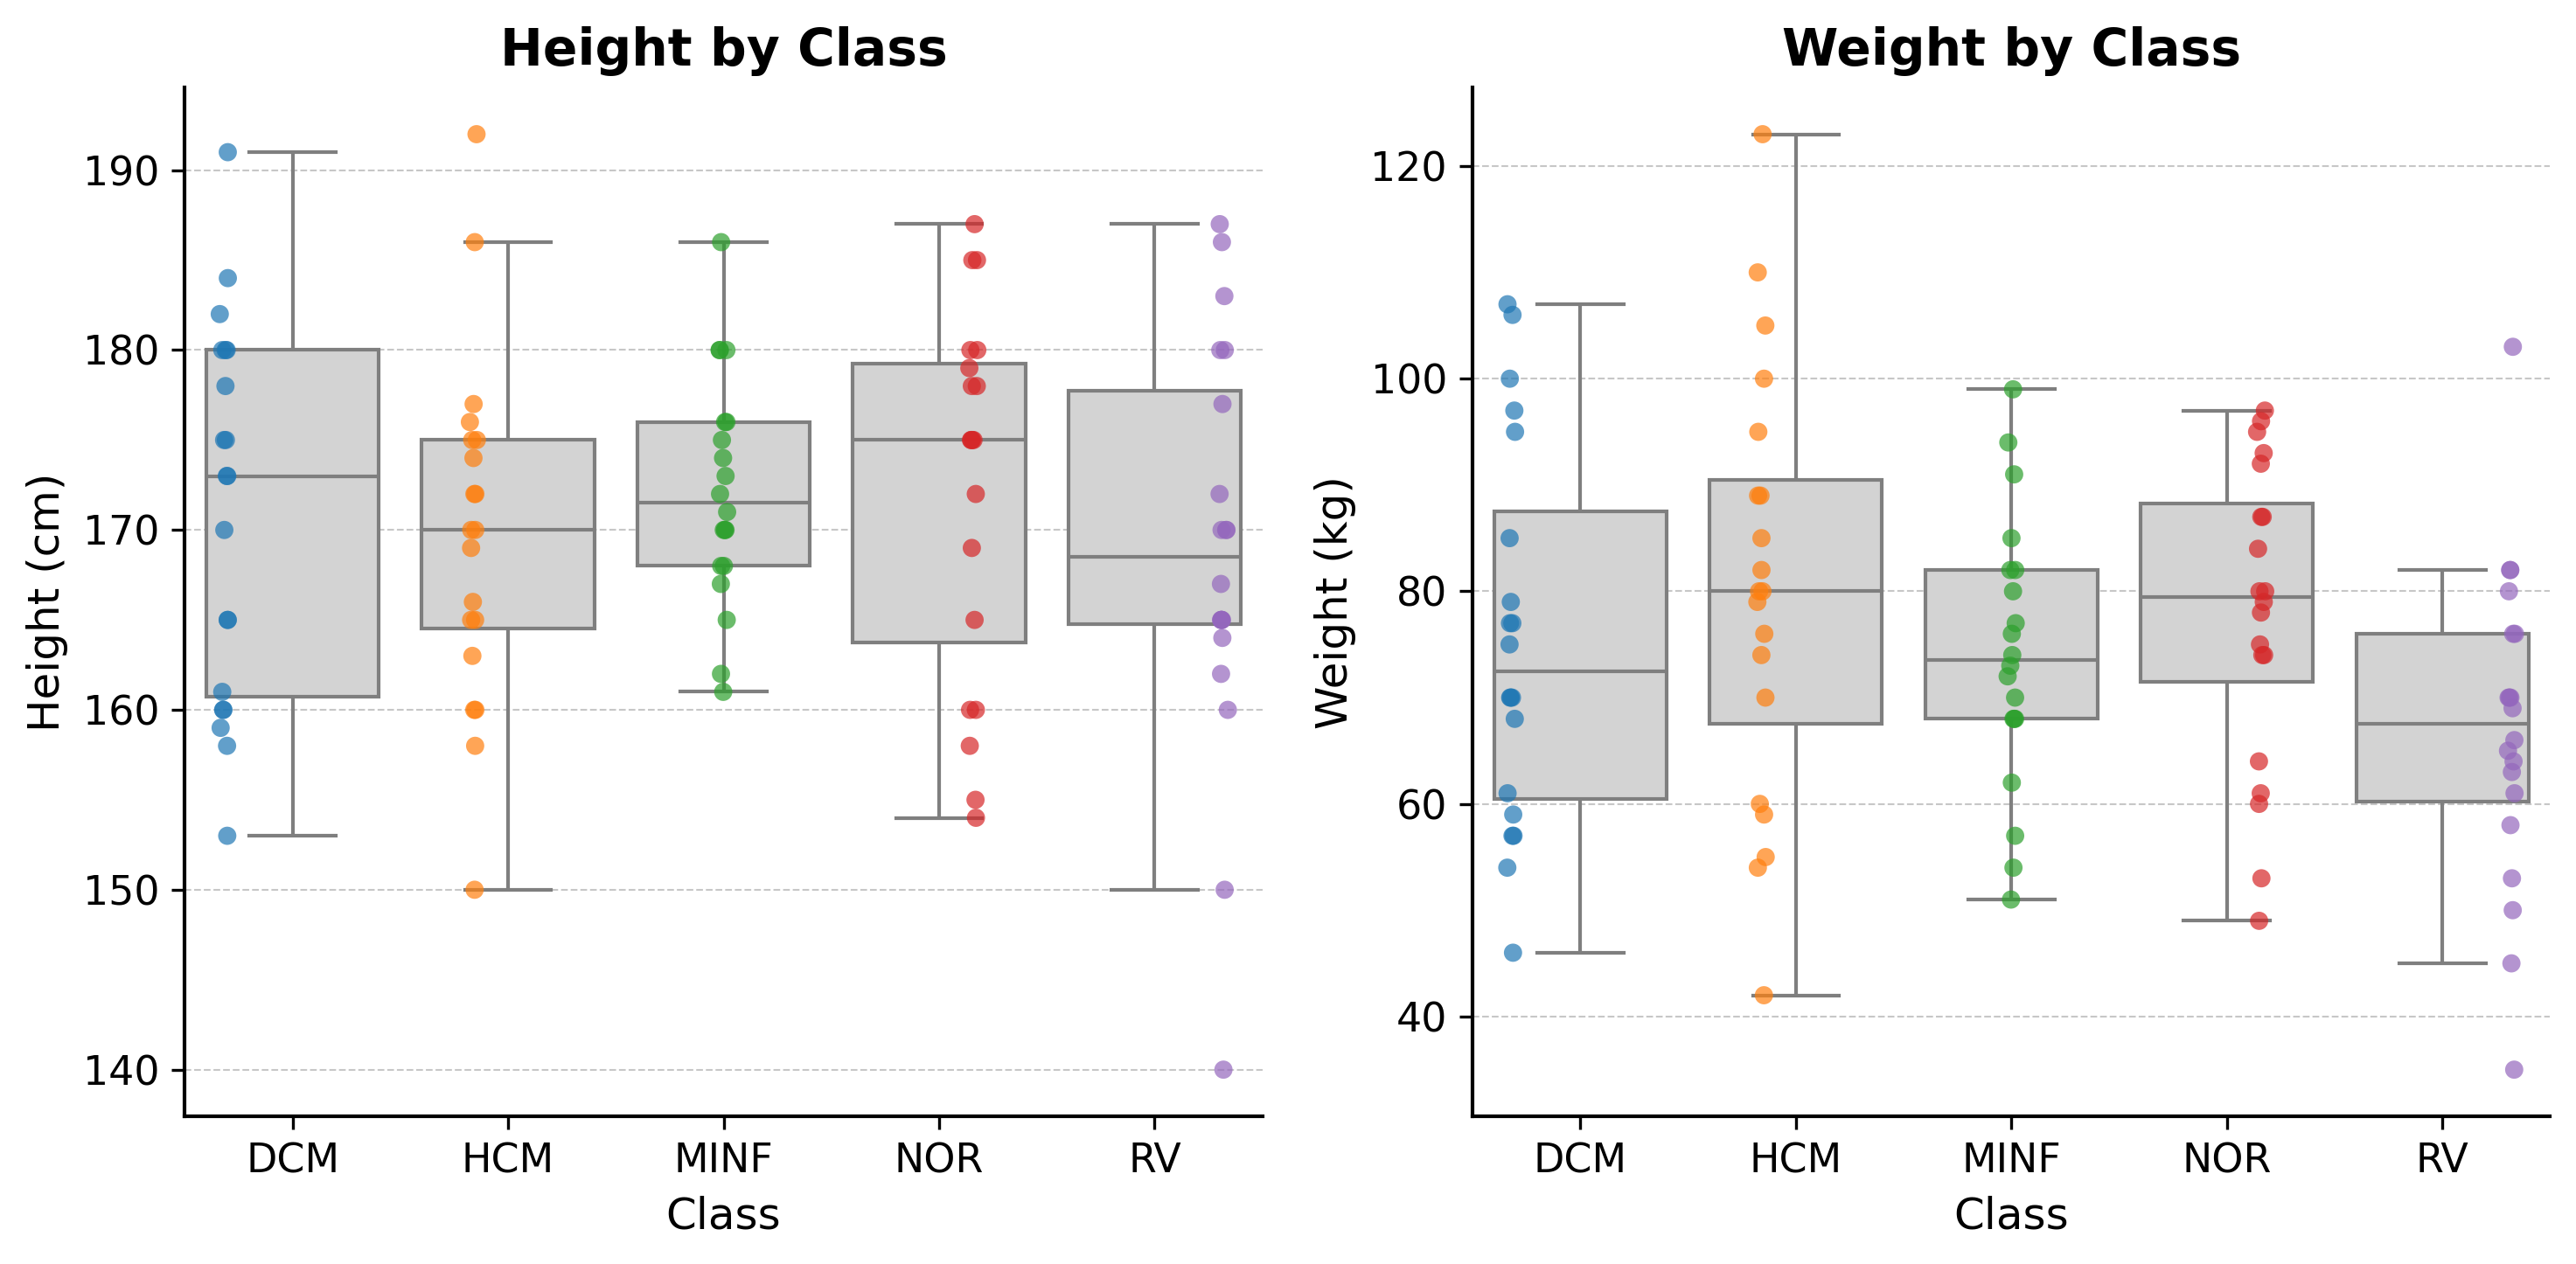 Height by Class
Height (cm)
190
180
170
160
150
140
DCM HCM MINF NOR RV
Class
Weight by Class
Weight (kg)
120
100
80
60
40
DCM HCM MINF NOR RV
Class